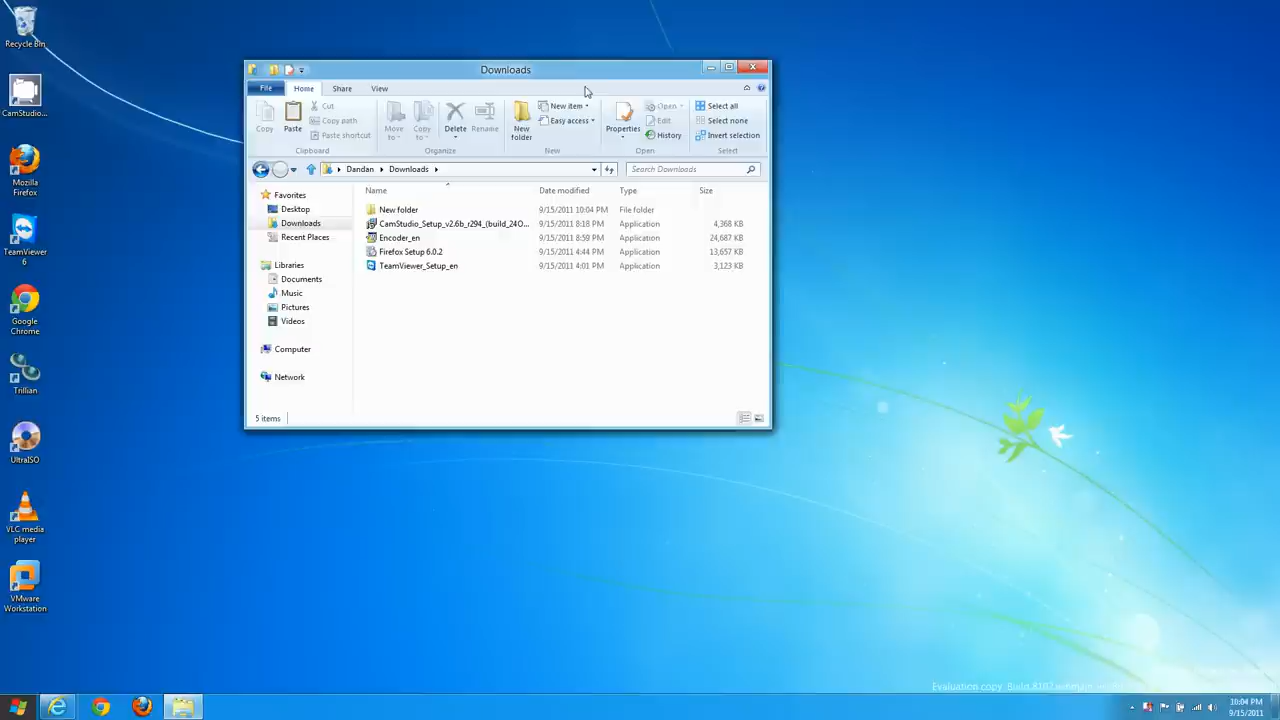 Recycle Bin
CamStudio...
Mozilla
Firefox
TeamViewer
6
Google
Chrome
Trillian
UltraISO
VLC media
player
VMware
Workstation
Downloads
File Home Share View
Copy
Paste
Cut
Copy path
Paste shortcut
Clipboard
Move
to
Copy
to
Delete
Rename
Organize
New
folder
New item
Easy access
New
Properties
Open
Edit
History
Open
Select all
Select none
Invert selection
Select
Dandan Downloads
Search Downloads
Favorites
Desktop
Downloads
Recent Places
Libraries
Documents
Music
Pictures
Videos
Computer
Network
Name Date modified Type Size
New folder 9/15/2011 10:04 PM File folder
CamStudio_Setup_v2.6b_r294_(build_24O... 9/15/2011 8:18 PM Application 4,368 KB
Encoder_en 9/15/2011 8:59 PM Application 24,687 KB
Firefox Setup 6.0.2 9/15/2011 4:44 PM Application 13,657 KB
TeamViewer_Setup_en 9/15/2011 4:01 PM Application 3,123 KB
5 items
Evaluation copy. Build 8102
10:04 PM
9/15/2011